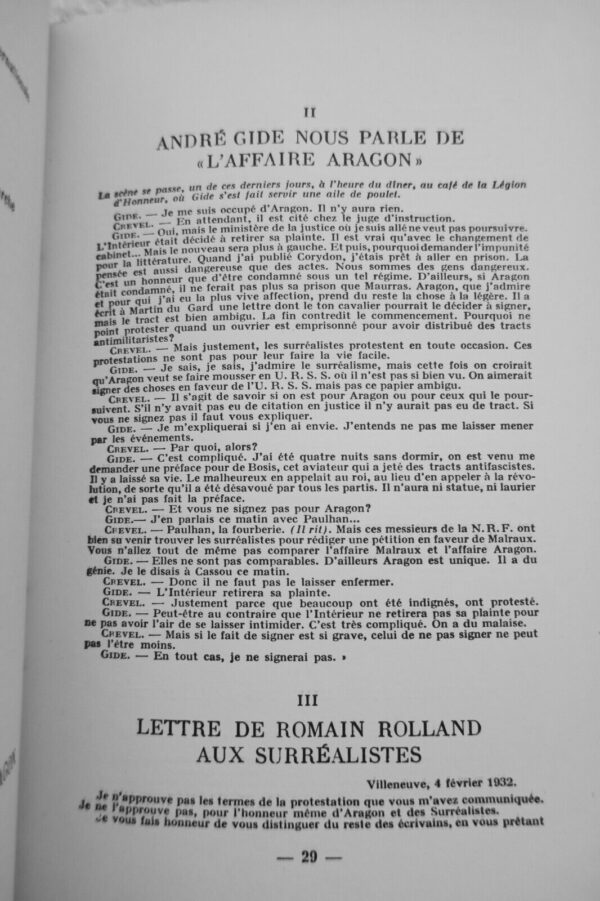 II
ANDRÉ GIDE NOUS PARLE DE
« L'AFFAIRE ARAGON »
La scène se passe, un de ces derniers jours, à l'heure du dîner, au café de la Légion
d'Honneur, où Gide s'est fait servir une aile de poulet.
GIDE. — Je me suis occupé d'Aragon. Il n'y aura rien.
CREVEL. — En attendant, il est cité chez le juge d'instruction.
GIDE. — Oui, mais le ministère de la justice où je suis allé ne veut pas poursuivre.
L'Intérieur était décidé à retirer sa plainte. Il est vrai qu'avec le changement de
cabinet... Mais le nouveau sera plus à gauche. Et puis, pourquoi demander l'impunité
pour la littérature. Quand j'ai publié Corydon, j'étais prêt à aller en prison. La
pensée est aussi dangereuse que des actes. Nous sommes des gens dangereux.
C'est un honneur que d'être condamné sous un tel régime. D'ailleurs, si Aragon
était condamné, il ne ferait pas plus sa prison que Maurras. Aragon, que j'admire
et pour qui j'ai eu la plus vive affection, prend du reste la chose à la légère. Il a
écrit à Martin du Gard une lettre dont le ton cavalier pourrait le décider à signer,
mais le tract est bien ambigu. La fin contredit le commencement. Pourquoi ne
point protester quand un ouvrier est emprisonné pour avoir distribué des tracts
antimilitaristes?
CREVEL. — Mais justement, les surréalistes protestent en toute occasion. Ces
protestations ne sont pas pour leur faire la vie facile.
GIDE. — Je sais, je sais, j'admire le surréalisme, mais cette fois on croirait
qu'Aragon veut se faire mousser en U. R. S. S. où il n'est pas si bien vu. On aimerait
signer des choses en faveur de l'U. R. S. S. mais pas ce papier ambigu.
CREVEL. — Il s'agit de savoir si on est pour Aragon ou pour ceux qui le pour-
suivent. S'il n'y avait pas eu de citation en justice il n'y aurait pas eu de tract. Si
vous ne signez pas il faut vous expliquer.
GIDE. — Je m'expliquerai si j'en ai envie. J'entends ne pas me laisser mener
par les événements.
CREVEL. — Par quoi, alors?
GIDE. — C'est compliqué. J'ai été quatre nuits sans dormir, on est venu me
demander une préface pour de Bosis, cet aviateur qui a jeté des tracts antifascistes.
Il y a laissé sa vie. Le malheureux en appelait au roi, au lieu d'en appeler à la révo-
lution, de sorte qu'il a été désavoué par tous les partis. Il n'aura ni statue, ni laurier
et je n'ai pas fait la préface.
CREVEL. — Et vous ne signez pas pour Aragon?
GIDE.— J'en parlais ce matin avec Paulhan...
CREVEL. — Paulhan, la fourberie. (Il rit). Mais ces messieurs de la N. R. F. ont
bien su venir trouver les surréalistes pour rédiger une pétition en faveur de Malraux.
Vous n'allez tout de même pas comparer l'affaire Malraux et l'affaire Aragon.
GIDE. — Elles ne sont pas comparables. D'ailleurs Aragon est unique. Il a du
génie. Je le disais à Cassou ce matin.
CREVEL. — Donc il ne faut pas le laisser enfermer.
GIDE. — L'Intérieur retirera sa plainte.
CREVEL. — Justement parce que beaucoup ont été indignés, ont protesté.
GIDE. — Peut-être au contraire que l'Intérieur ne retirera pas sa plainte pour
ne pas avoir l'air de se laisser intimider. C'est très compliqué. On a du malaise.
CREVEL. — Mais si le fait de signer est si grave, celui de ne pas signer ne peut
pas l'être moins.
GIDE. — En tout cas, je ne signerai pas. »
III
LETTRE DE ROMAIN ROLLAND
AUX SURRÉALISTES
Villeneuve, 4 février 1932.
Je n'approuve pas les termes de la protestation que vous m'avez communiquée.
Je ne l'approuve pas, pour l'honneur même d'Aragon et des Surréalistes.
Je vous fais honneur de vous distinguer du reste des écrivains, en vous prêtant
— 29 —